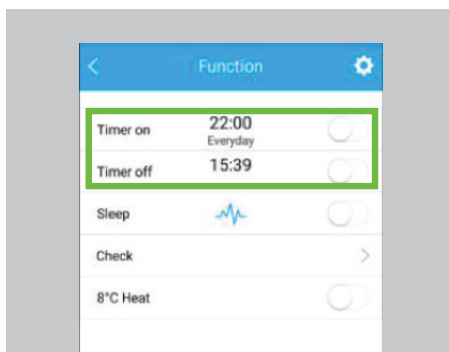 Function
Timer on 22:00
Everyday
Timer off 15:39
Sleep
Check
8°C Heat